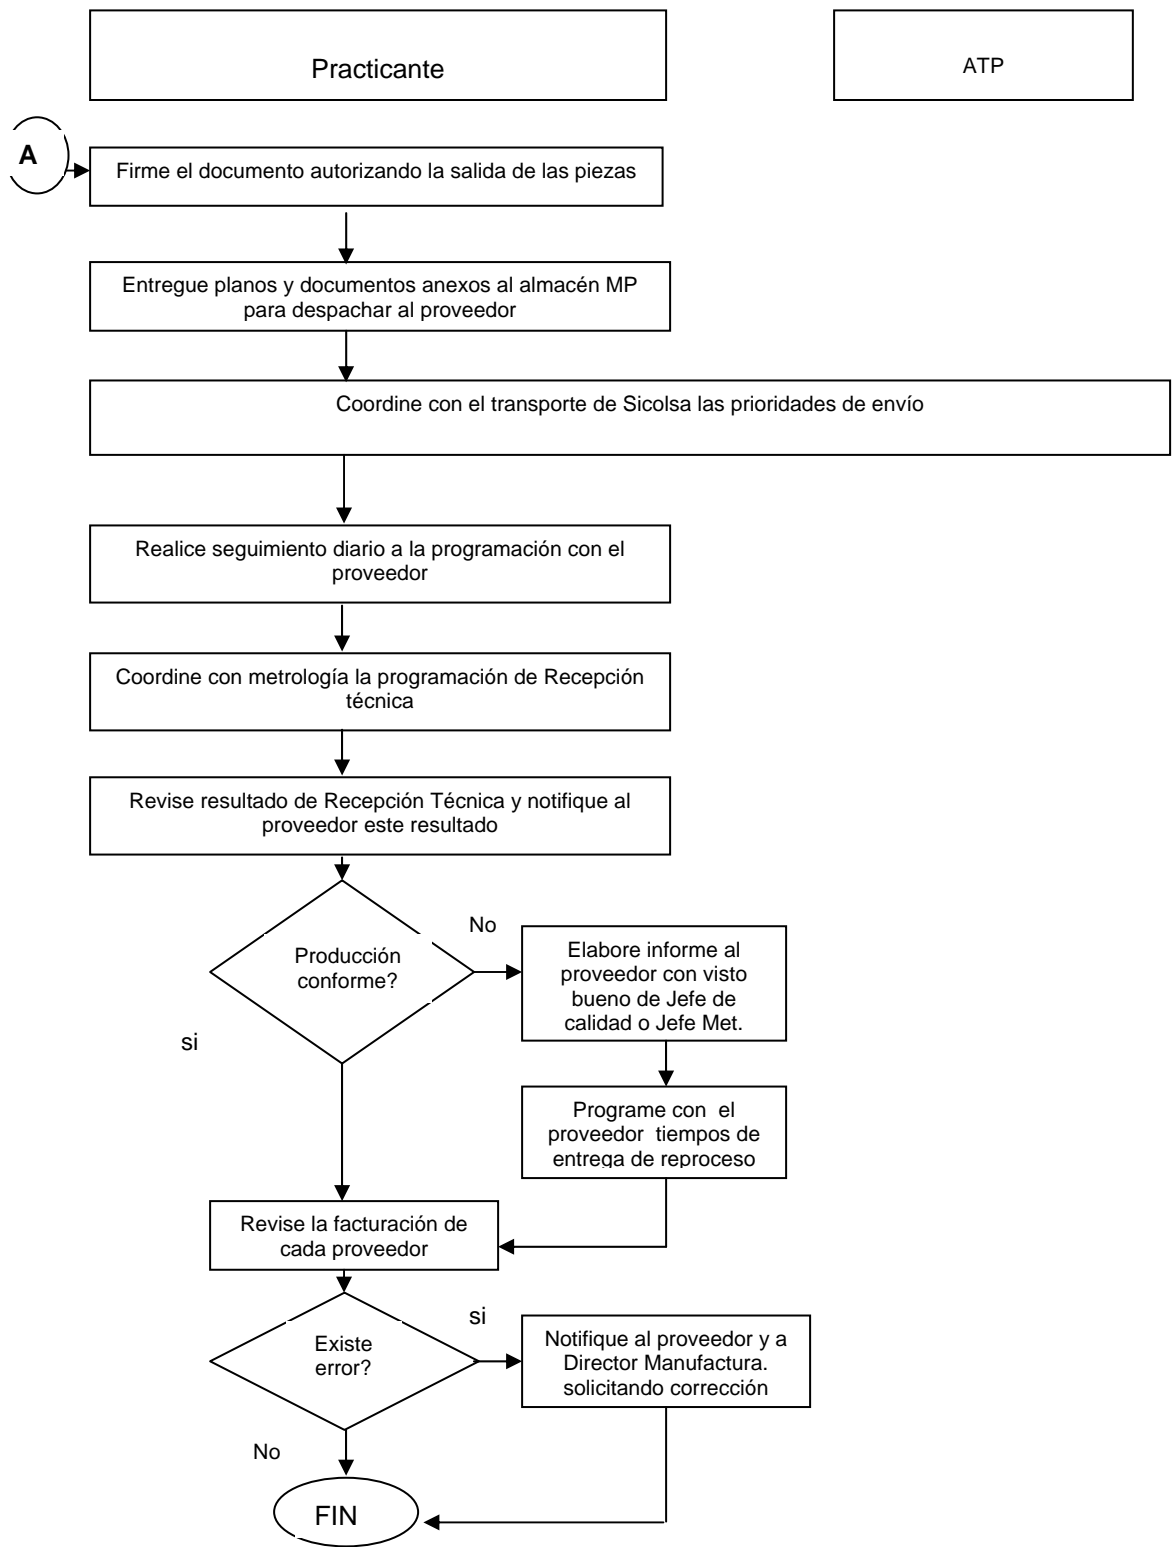 Practicante
ATP
A
Firme el documento autorizando la salida de las piezas
Entregue planos y documentos anexos al almacén MP
para despachar al proveedor
Coordine con el transporte de Sicolsa las prioridades de envío
Realice seguimiento diario a la programación con el
proveedor
Coordine con metrología la programación de Recepción
técnica
Revise resultado de Recepción Técnica y notifique al
proveedor este resultado
Producción
conforme?
No
Elabore informe al
proveedor con visto
bueno de Jefe de
calidad o Jefe Met.
si
Programe con el
proveedor tiempos de
entrega de reproceso
Revise la facturación de
cada proveedor
Existe
error?
si
Notifique al proveedor y a
Director Manufactura.
solicitando corrección
No
FIN